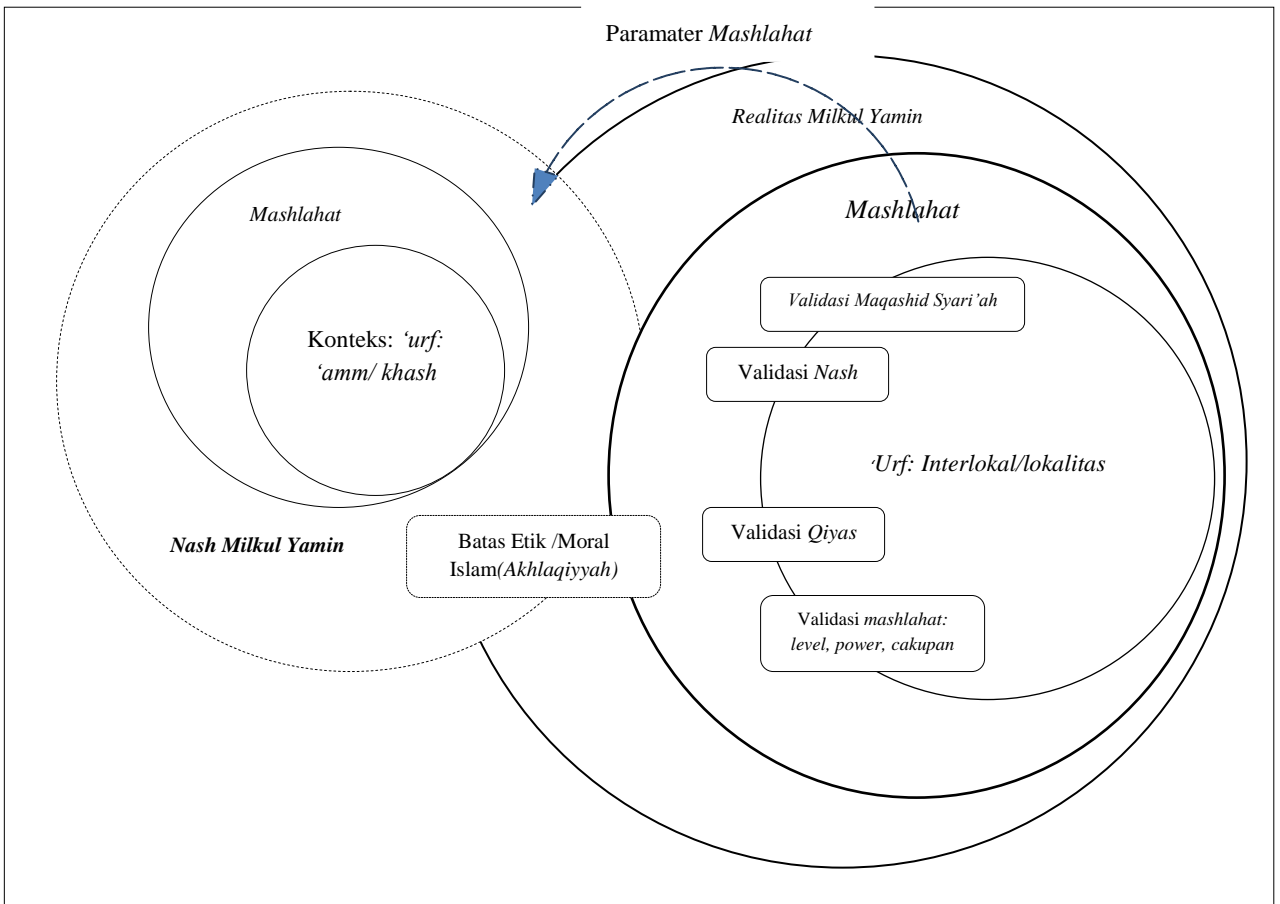 Paramater Mashlahat
Realitas Milkul Yamin
Mashlahat
Mashlahat
Validasi Maqashid Syari’ah
Konteks: ‘urf:
‘amm/ khash
Validasi Nash
‘Urf: Interlokal/lokalitas
Nash Milkul Yamin
Batas Etik /Moral
Islam(Akhlaqiyyah)
Validasi Qiyas
Validasi mashlahat:
level, power, cakupan